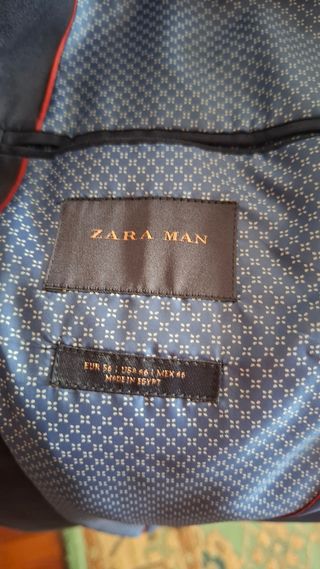 ZARA MAN
EUR 56 | USA 46 | MEX 46
MADE IN EGYPT